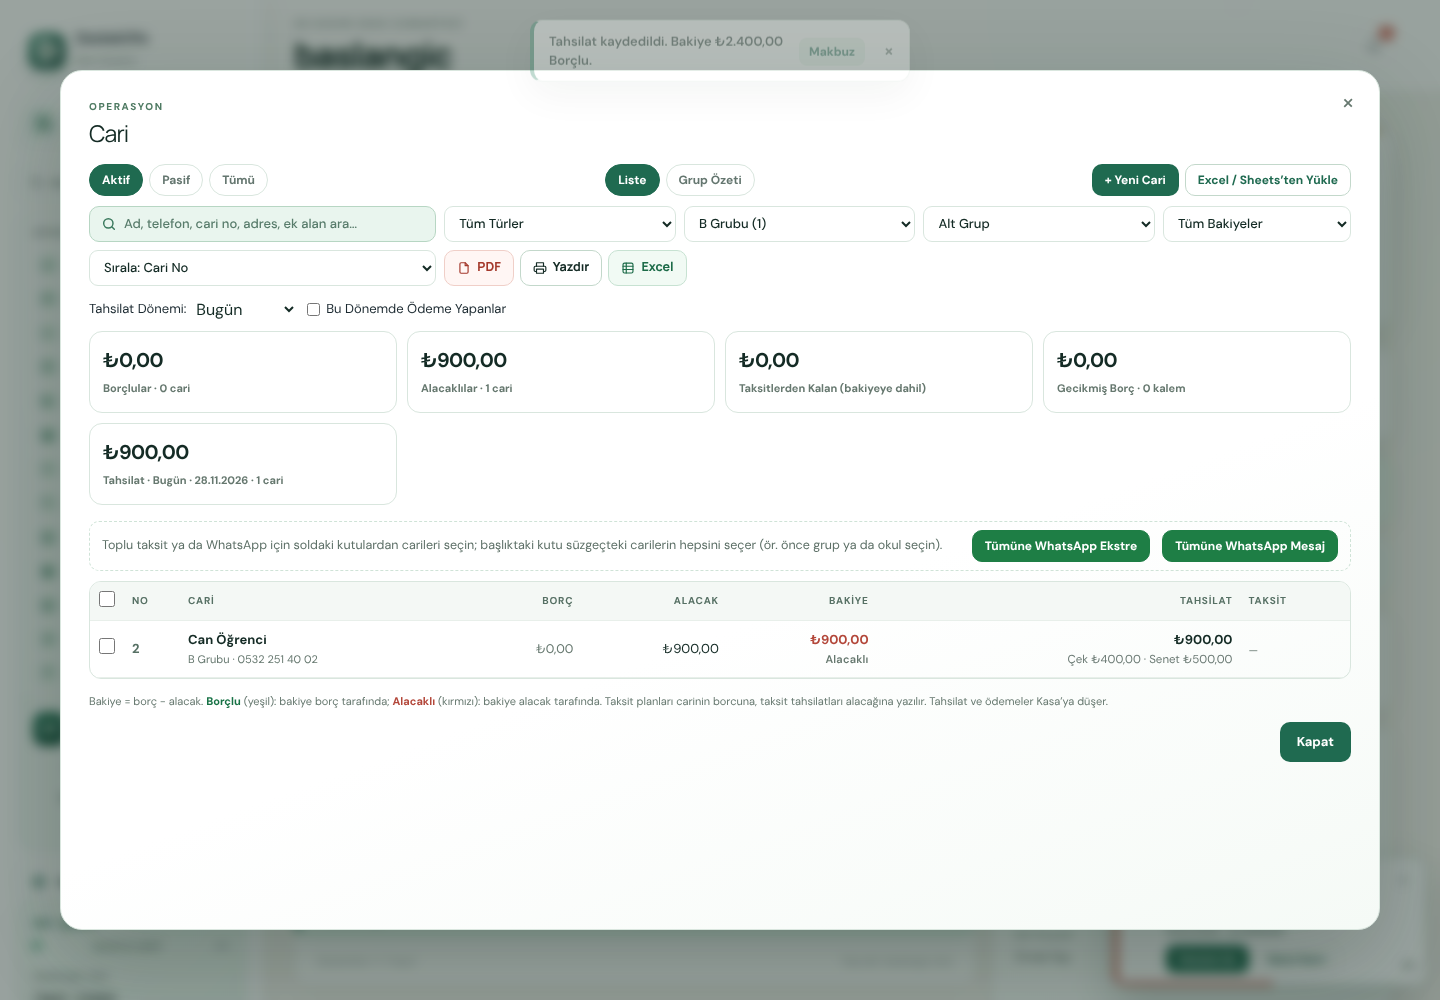 Tahsilat kaydedildi. Bakiye ₺2.400,00
Borçlu.
Makbuz
×
OPERASYON
×
Cari
Aktif
Pasif
Tümü
Liste
Grup Özeti
+ Yeni Cari
Excel / Sheets'ten Yükle
Ad, telefon, cari no, adres, ek alan ara...
Tüm Türler
B Grubu (1)
Alt Grup
Tüm Bakiyeler
Sırala: Cari No
PDF
Yazdır
Excel
Tahsilat Dönemi:
Bugün
Bu Dönemde Ödeme Yapanlar
₺0,00
Borçlular · 0 cari
₺900,00
Alacaklılar · 1 cari
₺0,00
Taksitlerden Kalan (bakiyeye dahil)
₺0,00
Gecikmiş Borç · 0 kalem
₺900,00
Tahsilat · Bugün · 28.11.2026 · 1 cari
Toplu taksit ya da WhatsApp için soldaki kutulardan carileri seçin; başlıktaki kutu süzgeçteki carilerin hepsini seçer (ör. önce grup ya da okul seçin).
Tümüne WhatsApp Ekstre
Tümüne WhatsApp Mesaj
NO CARİ BORÇ ALACAK BAKİYE TAHSİLAT TAKSİT
2 Can Öğrenci ₺0,00 ₺900,00 ₺900,00 ₺900,00 —
B Grubu · 0532 251 40 02 Alacaklı Çek ₺400,00 · Senet ₺500,00
Bakiye = borç − alacak. Borçlu (yeşil): bakiye borç tarafında; Alacaklı (kırmızı): bakiye alacak tarafında. Taksit planları carinin borcuna, taksit tahsilatları alacağına yazılır. Tahsilat ve ödemeler Kasa'ya düşer.
Kapat